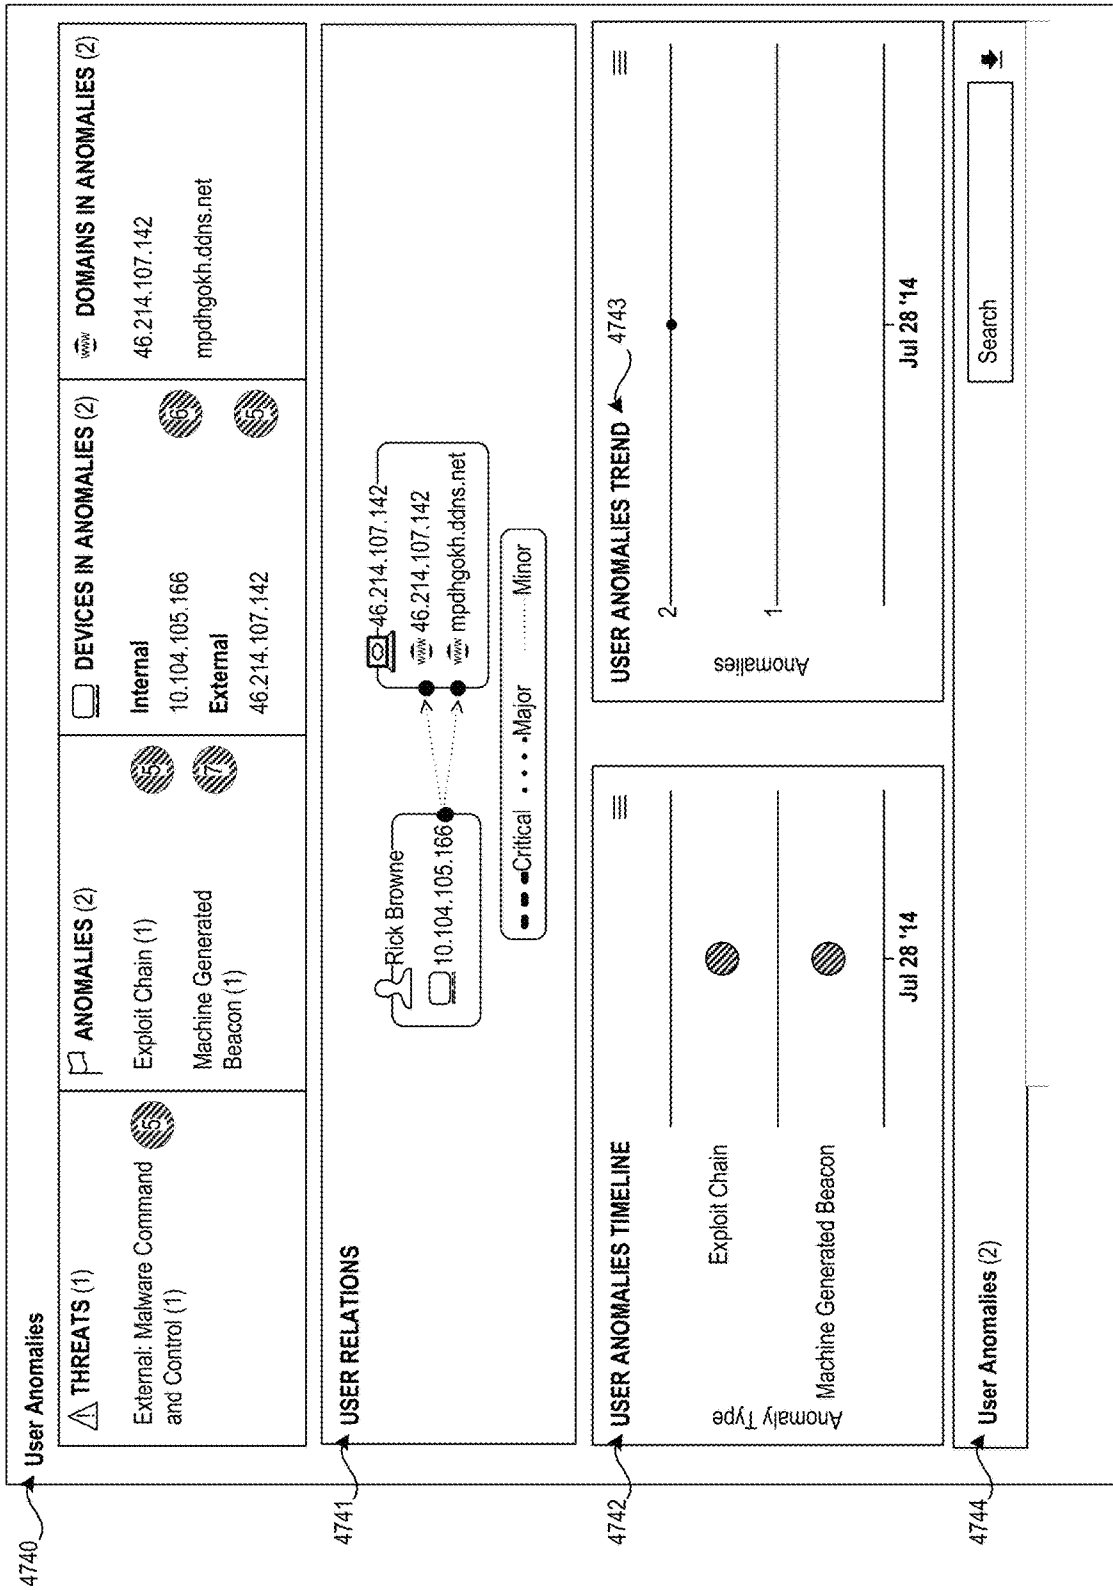 4740
User Anomalies
THREATS (1)
External: Malware Command
and Control (1)
5
ANOMALIES (2)
Exploit Chain (1)
5
Machine Generated
Beacon (1)
7
DEVICES IN ANOMALIES (2)
Internal
10.104.105.166
6
External
46.214.107.142
5
www DOMAINS IN ANOMALIES (2)
46.214.107.142
mpdhgokh.ddns.net
4741
USER RELATIONS
Rick Browne
10.104.105.166
46.214.107.142
www 46.214.107.142
www mpdhgokh.ddns.net
Critical Major Minor
4742
USER ANOMALIES TIMELINE
Anomaly Type
Exploit Chain
Machine Generated Beacon
Jul 28 '14
USER ANOMALIES TREND
4743
Anomalies
2
1
Jul 28 '14
4744
User Anomalies (2)
Search